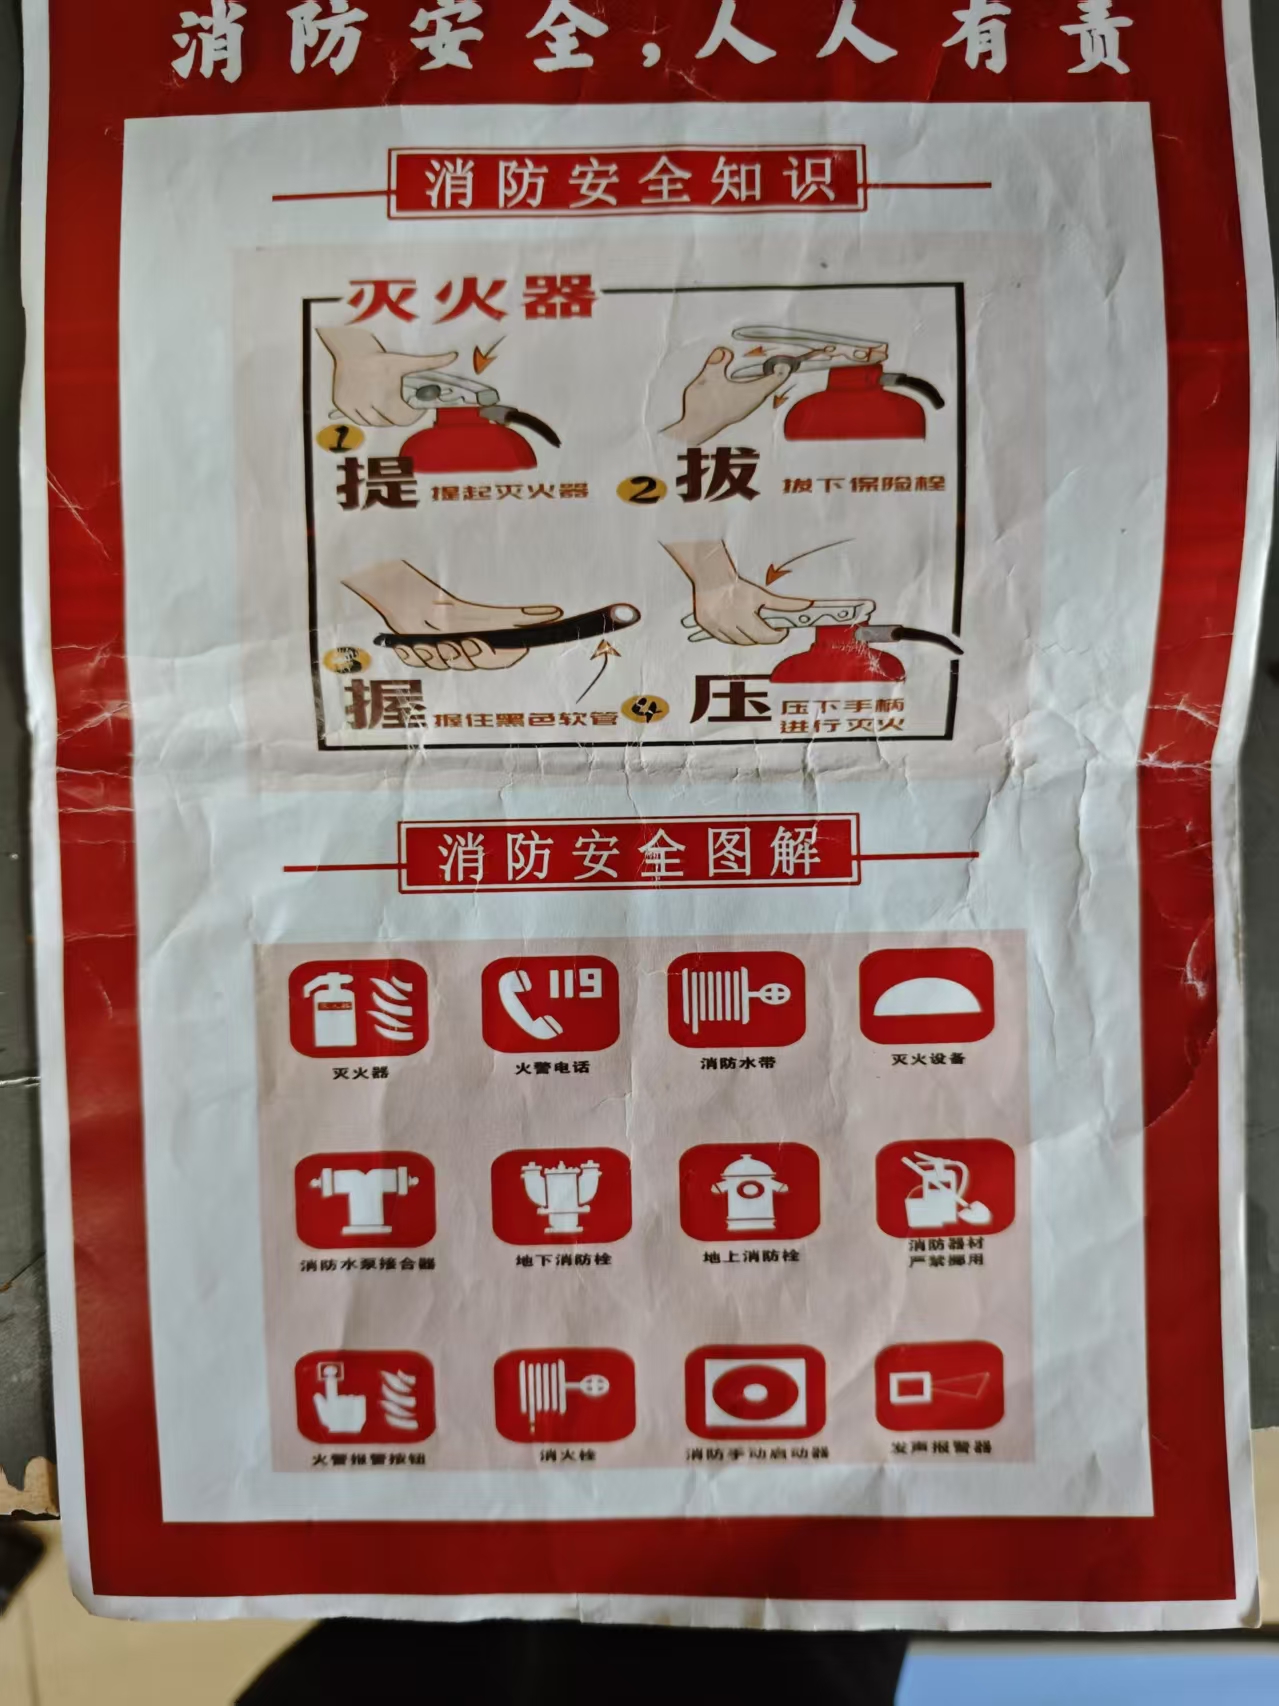 消防安全，人人有责
消防安全知识
灭火器
1 提 提起灭火器
2 拔 拔下保险栓
3 握 握住黑色软管
4 压 压下手柄
进行灭火
消防安全图解
911
灭火器 火警电话 消防水带 灭火设备
消防水泵接合器 地下消防栓 地上消防栓 消防器材
严禁挪用
火警报警按钮 消火栓 消防手动启动器 发声报警器